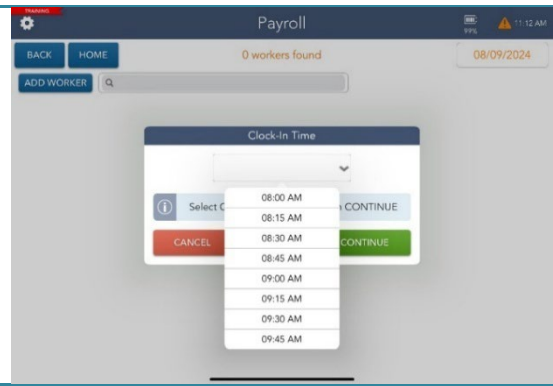 TRAINING
Payroll
99% 11:12 AM
BACK HOME 0 workers found 08/09/2024
ADD WORKER
Clock-In Time
Select C CONTINUE
CANCEL CONTINUE
08:00 AM
08:15 AM
08:30 AM
08:45 AM
09:00 AM
09:15 AM
09:30 AM
09:45 AM